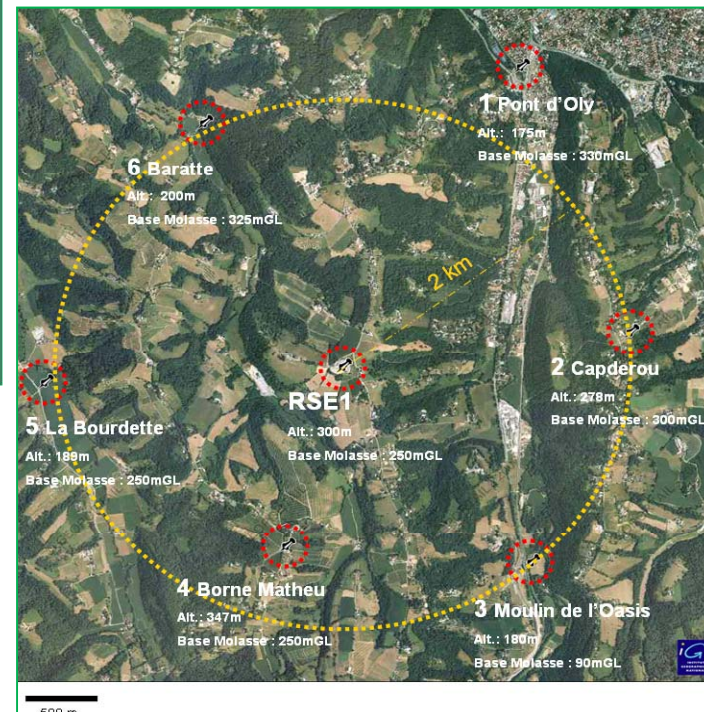 1 Pont d'Oly
Alt.: 175m
Base Molasse : 330mGL
6 Baratte
Alt.: 200m
Base Molasse : 325mGL
2 km
2 Capderou
Alt.: 278m
Base Molasse : 300mGL
RSE1
Alt.: 300m
Base Molasse : 250mGL
5 La Bourdette
Alt.: 189m
Base Molasse : 250mGL
4 Borne Matheu
Alt.: 347m
Base Molasse : 250mGL
3 Moulin de l'Oasis
Alt.: 180m
Base Molasse : 90mGL